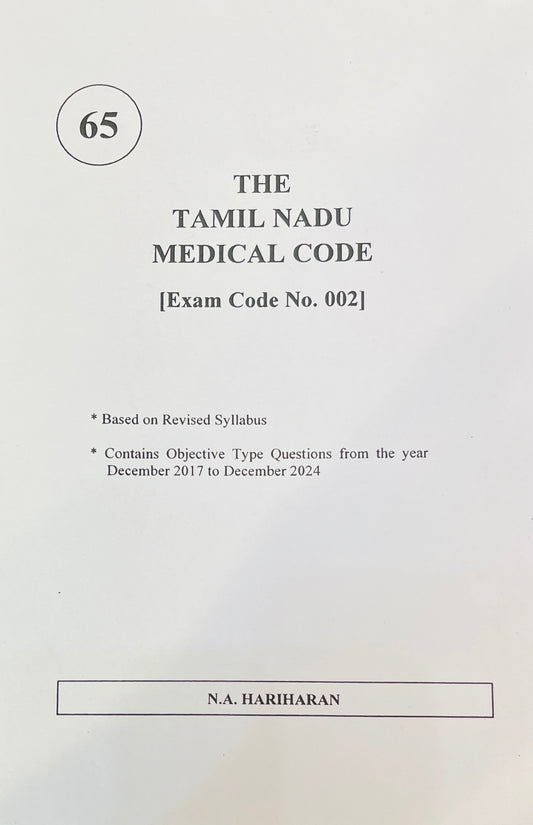 65
THE
TAMIL NADU
MEDICAL CODE
[Exam Code No. 002]
* Based on Revised Syllabus
* Contains Objective Type Questions from the year
December 2017 to December 2024
N.A. HARIHARAN